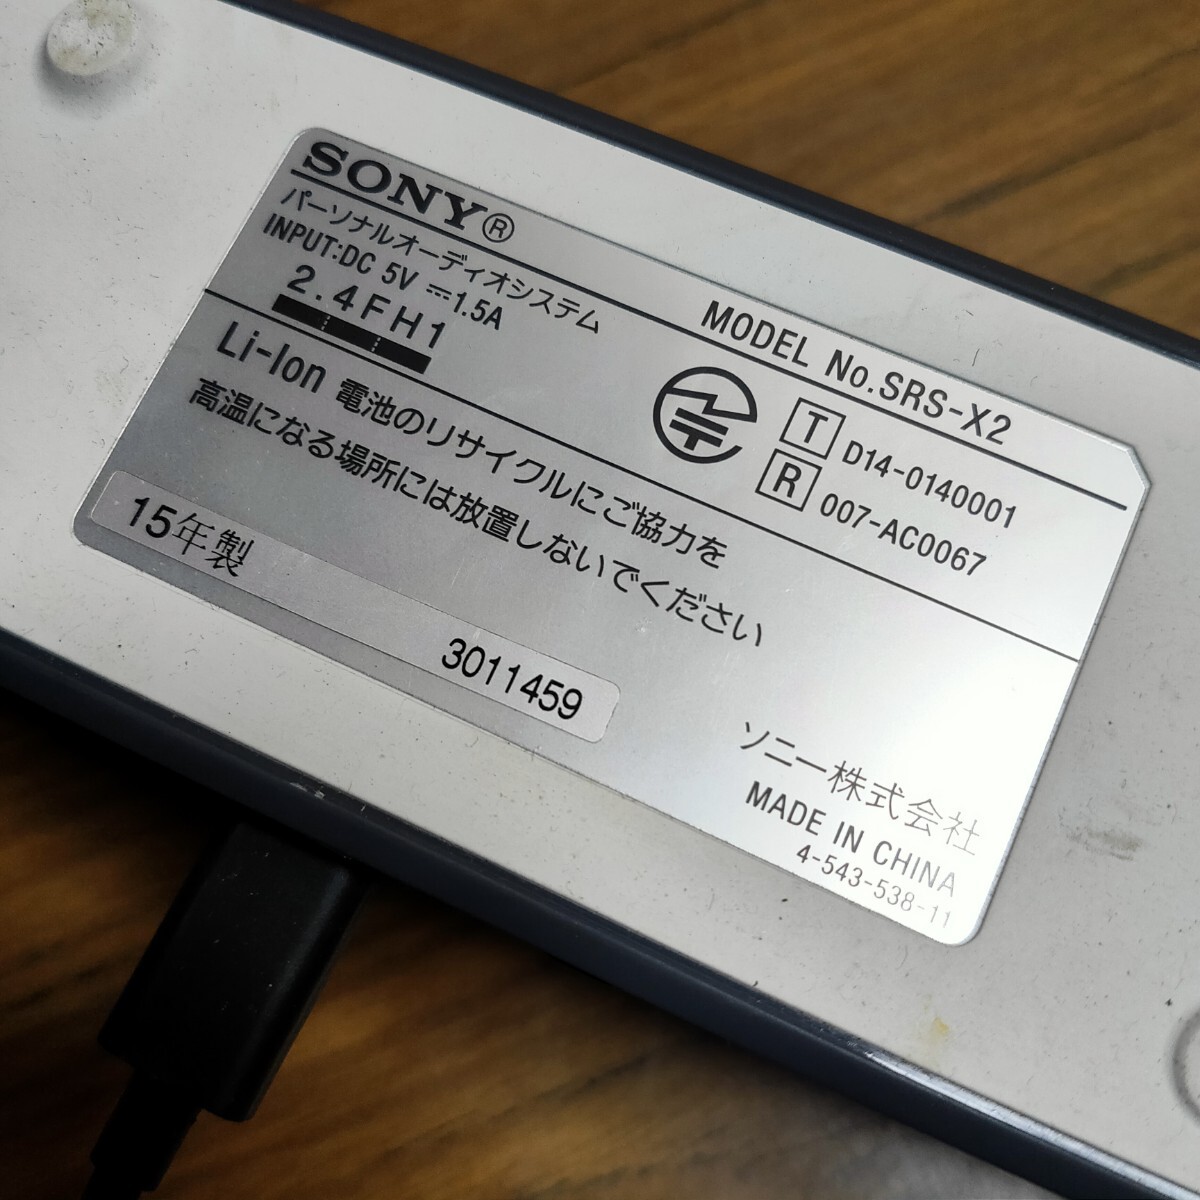 SONY®
MODEL No.SRS-X2
パーソナルオーディオシステム
INPUT:DC 5V ⎓1.5A
2.4FH1
T D14-0140001
R 007-AC0067
Li-Ion 電池のリサイクルにご協力を
高温になる場所には放置しないでください
15年製 3011459
ソニー株式会社
MADE IN CHINA
4-543-538-11